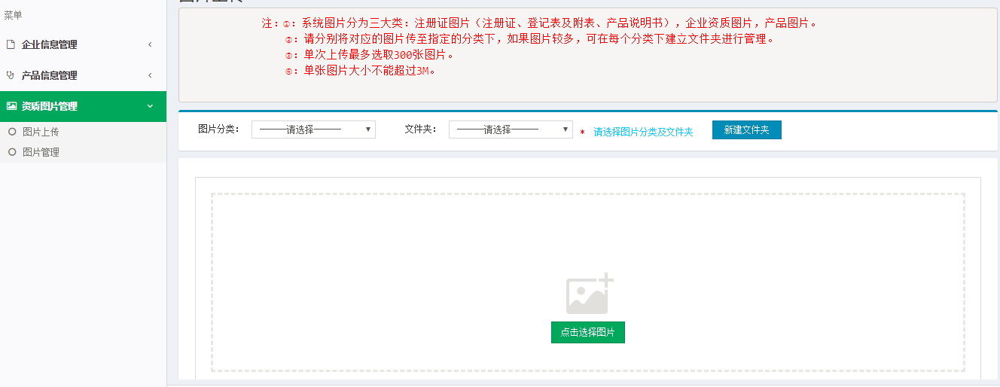 菜单
企业信息管理
产品信息管理
资质图片管理
图片上传
图片管理
图片上传
注：①：系统图片分为三大类：注册证图片（注册证、登记表及附表、产品说明书），企业资质图片，产品图片。
②：请分别将对应的图片传至指定的分类下，如果图片较多，可在每个分类下建立文件夹进行管理。
③：单次上传最多选取300张图片。
④：单张图片大小不能超过3M。
图片分类： ———请选择——— 文件夹： ———请选择——— * 请选择图片分类及文件夹 新建文件夹
点击选择图片